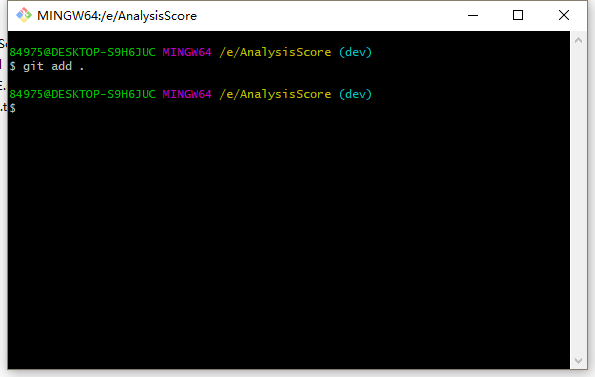 MINGW64:/e/AnalysisScore
84975@DESKTOP-S9H6JUC MINGW64 /e/AnalysisScore (dev)
$ git add .
84975@DESKTOP-S9H6JUC MINGW64 /e/AnalysisScore (dev)
$